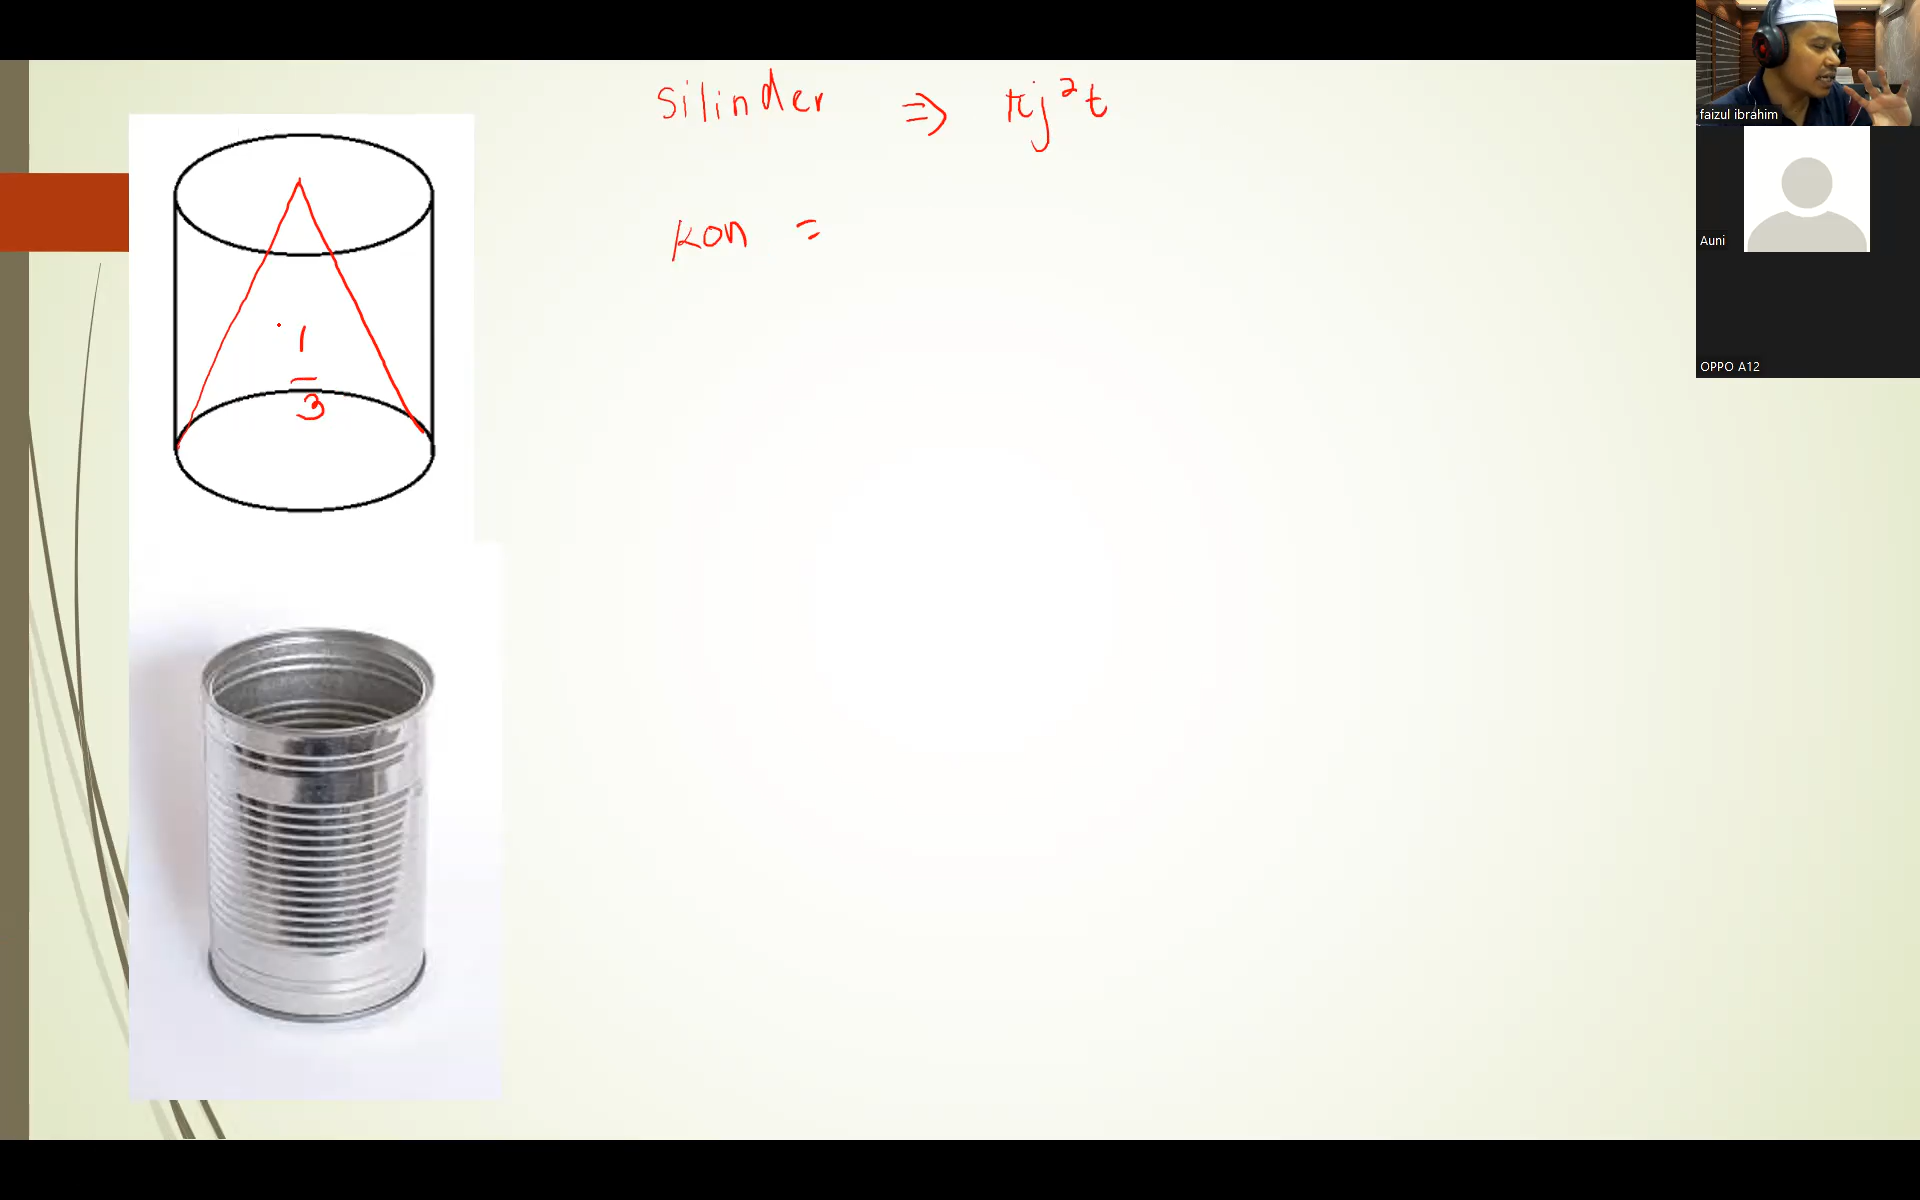 silinder ⇒ πj²t
kon =
1
3
faizul ibrahim
Auni
OPPO A12